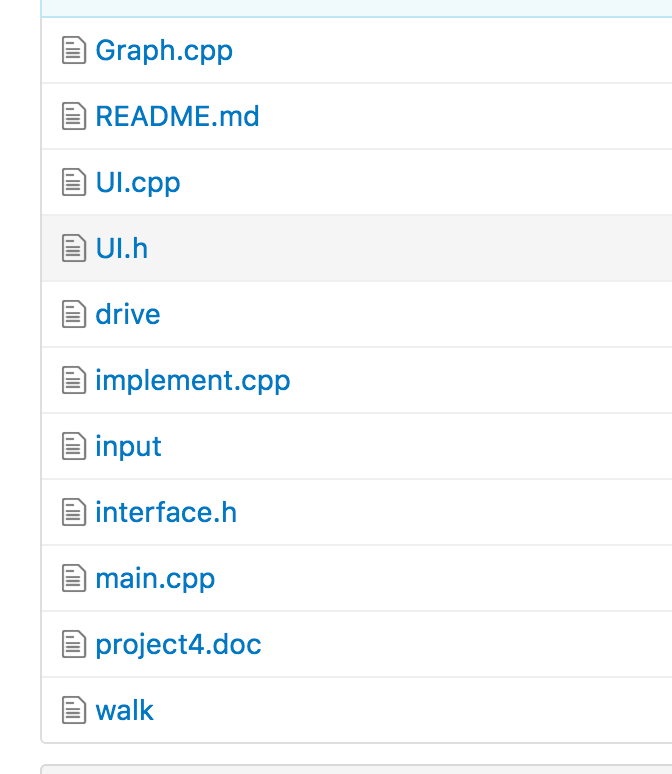 Graph.cpp
README.md
UI.cpp
UI.h
drive
implement.cpp
input
interface.h
main.cpp
project4.doc
walk